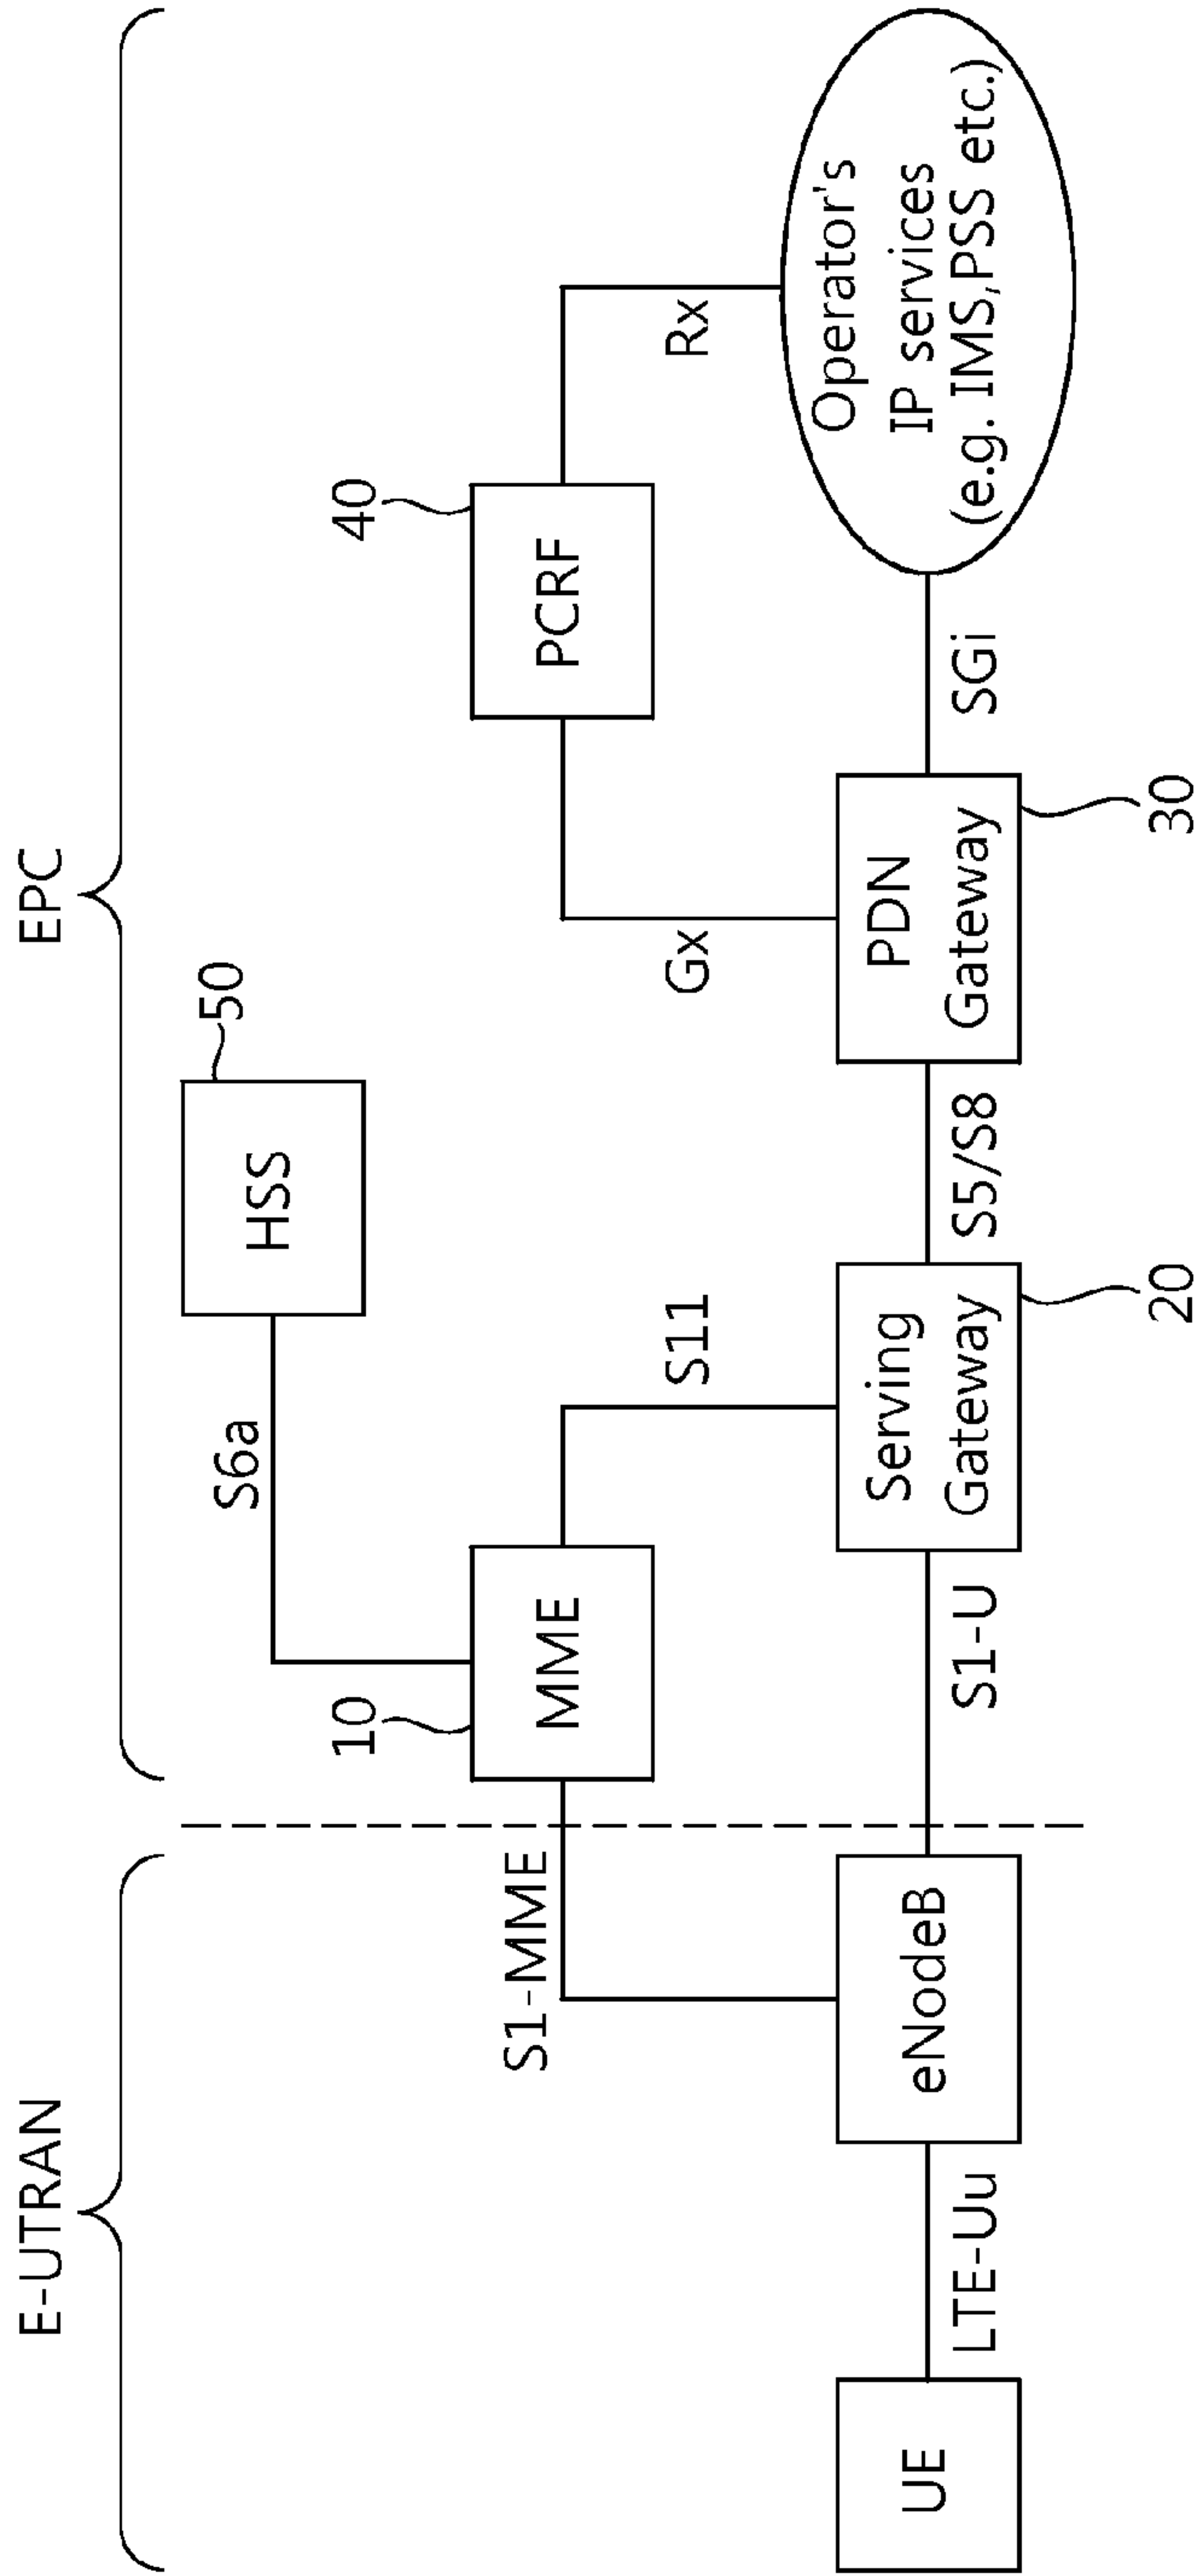 E-UTRAN
EPC
HSS
50
S6a
10
MME
40
PCRF
S1-MME
S11
Gx
Rx
UE
LTE-Uu
eNodeB
S1-U
Serving
Gateway
20
S5/S8
PDN
Gateway
30
SGi
Operator's
IP services
(e.g. IMS,PSS etc.)